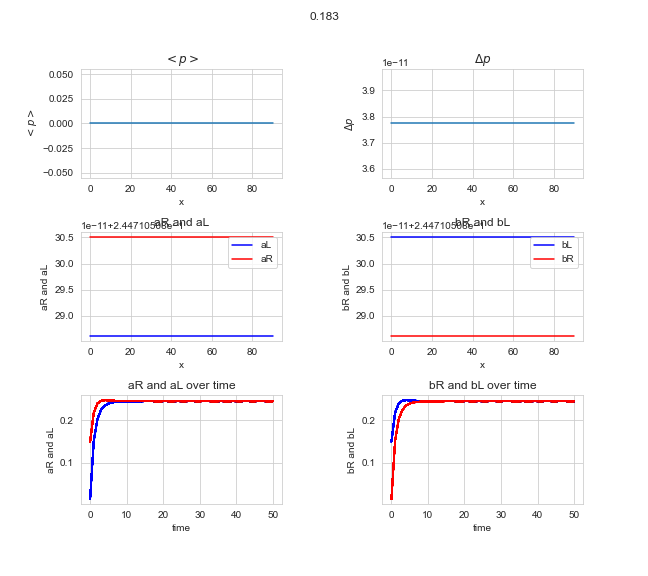 0.183
< p >
Δp
1e−11
0.050
0.025
0.000
−0.025
−0.050
< p >
0 20 40 60 80
x
3.9
3.8
3.7
3.6
Δp
0 20 40 60 80
x
aR and aL
1e−11+2.44710508e−1
30.5
30.0
29.5
29.0
aR and aL
aL
aR
0 20 40 60 80
x
bR and bL
1e−11+2.44710508e−1
30.5
30.0
29.5
29.0
bR and bL
bL
bR
0 20 40 60 80
x
aR and aL over time
0.2
0.1
aR and aL
0 10 20 30 40 50
time
bR and bL over time
0.2
0.1
bR and bL
0 10 20 30 40 50
time